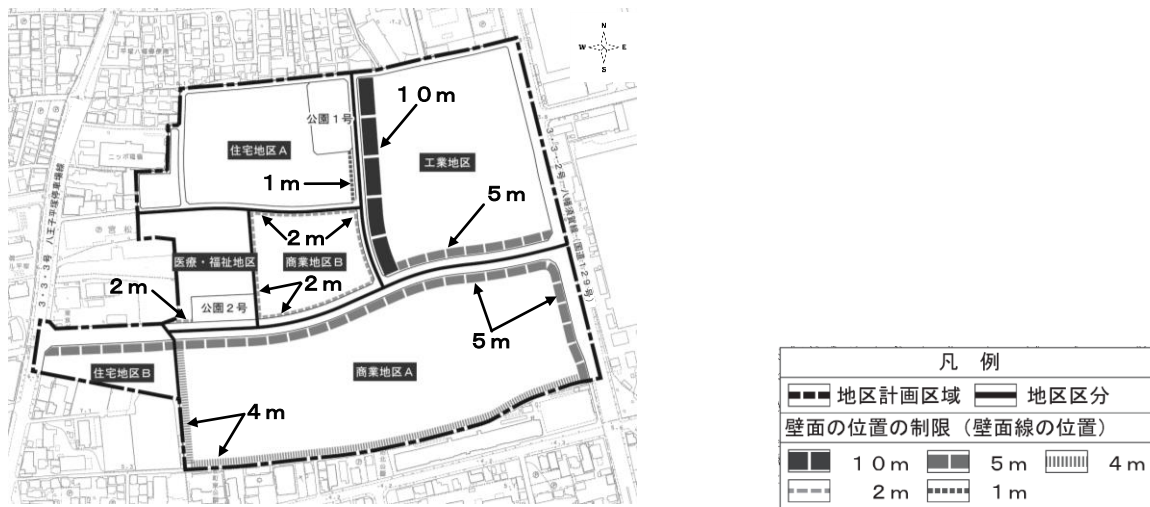 N
W E
S
10m
公園1号
住宅地区A
工業地区
1m
5m
2m
医療・福祉地区
商業地区B
2m
2m
公園2号
5m
住宅地区B
商業地区A
4m
3・3・3号 八王子平塚停車場線
3・3・2号 八幡須賀線(国道129号)
凡 例
地区計画区域 地区区分
壁面の位置の制限(壁面線の位置)
10m 5m 4m
2m 1m